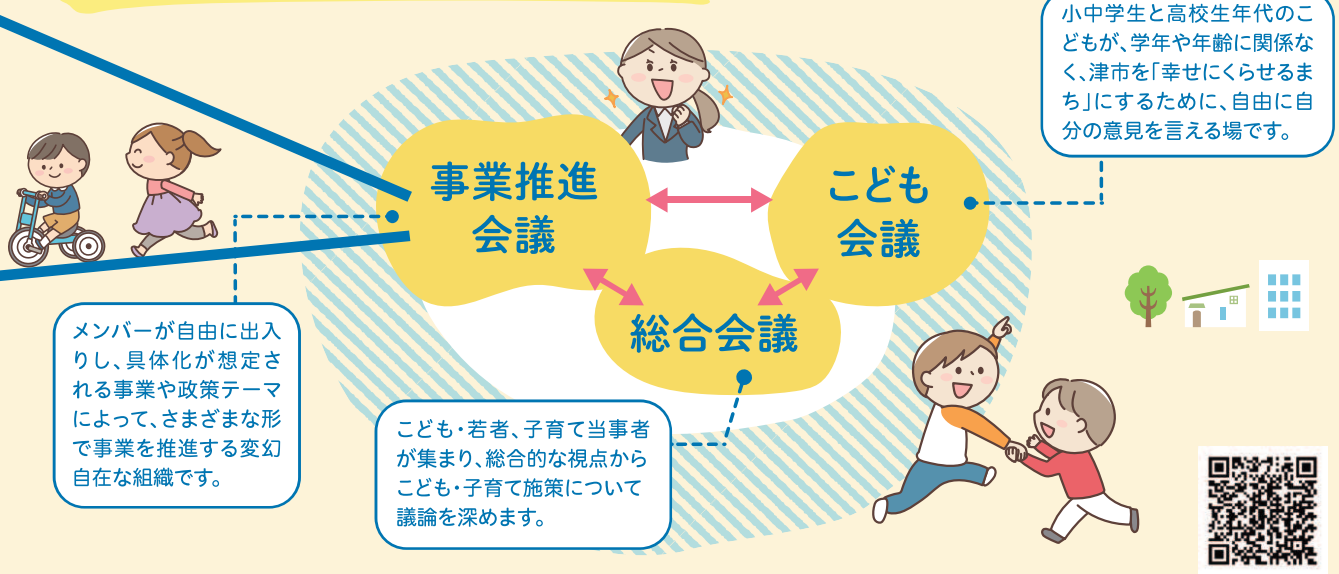 小中学生と高校生年代のこ
どもが、学年や年齢に関係な
く、津市を「幸せにくらせるま
ち」にするために、自由に自
分の意見を言える場です。
事業推進
会議
こども
会議
総合会議
メンバーが自由に出入
りし、具体化が想定さ
れる事業や政策テーマ
によって、さまざまな形
で事業を推進する変幻
自在な組織です。
こども・若者、子育て当事者
が集まり、総合的な視点から
こども・子育て施策について
議論を深めます。